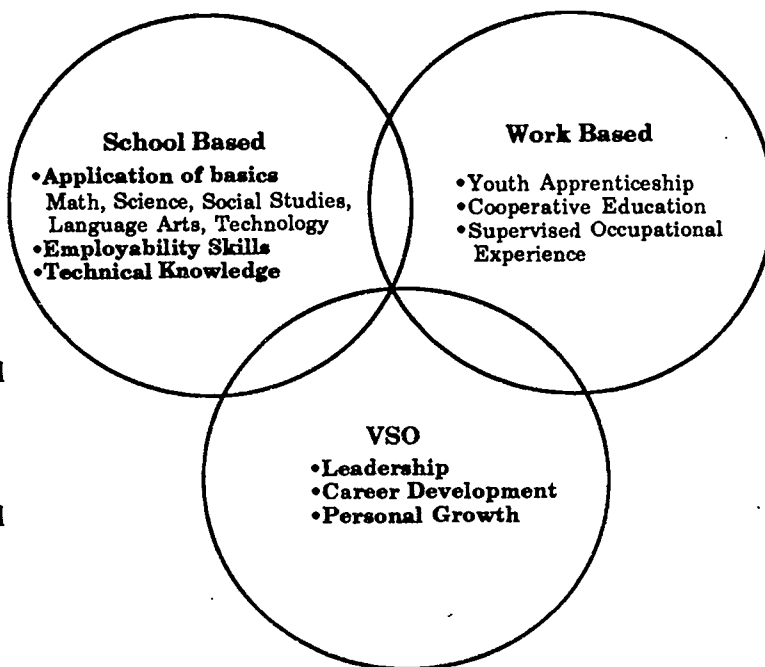 School Based
•Application of basics
Math, Science, Social Studies,
Language Arts, Technology
•Employability Skills
•Technical Knowledge
Work Based
•Youth Apprenticeship
•Cooperative Education
•Supervised Occupational
Experience
VSO
•Leadership
•Career Development
•Personal Growth